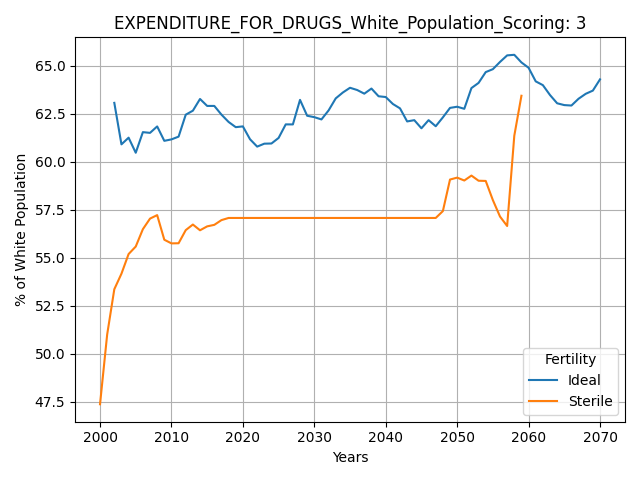 EXPENDITURE_FOR_DRUGS_White_Population_Scoring: 3
% of White Population
65.0
62.5
60.0
57.5
55.0
52.5
50.0
47.5
2000 2010 2020 2030 2040 2050 2060 2070
Years
Fertility
Ideal
Sterile